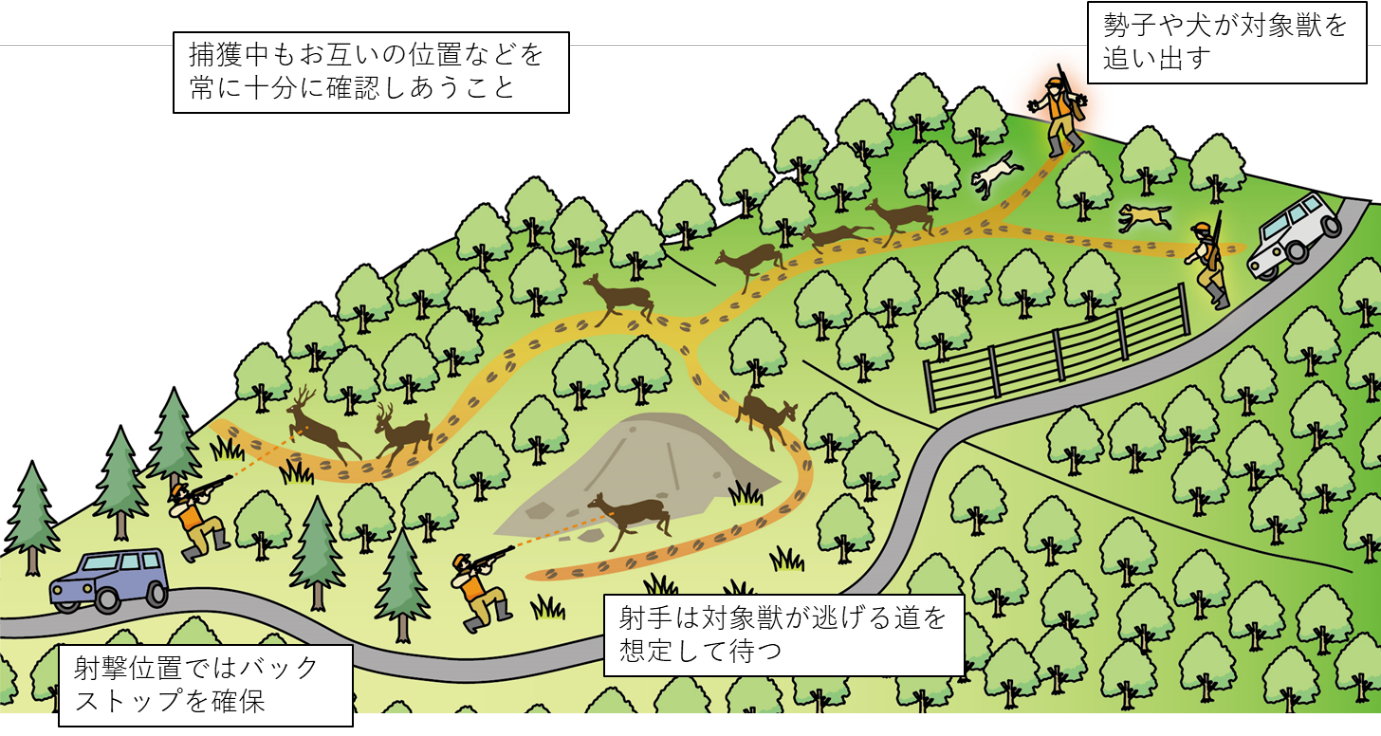 勢子や犬が対象獣を
追い出す
捕獲中もお互いの位置などを
常に十分に確認しあうこと
射手は対象獣が逃げる道を
想定して待つ
射撃位置ではバック
ストップを確保